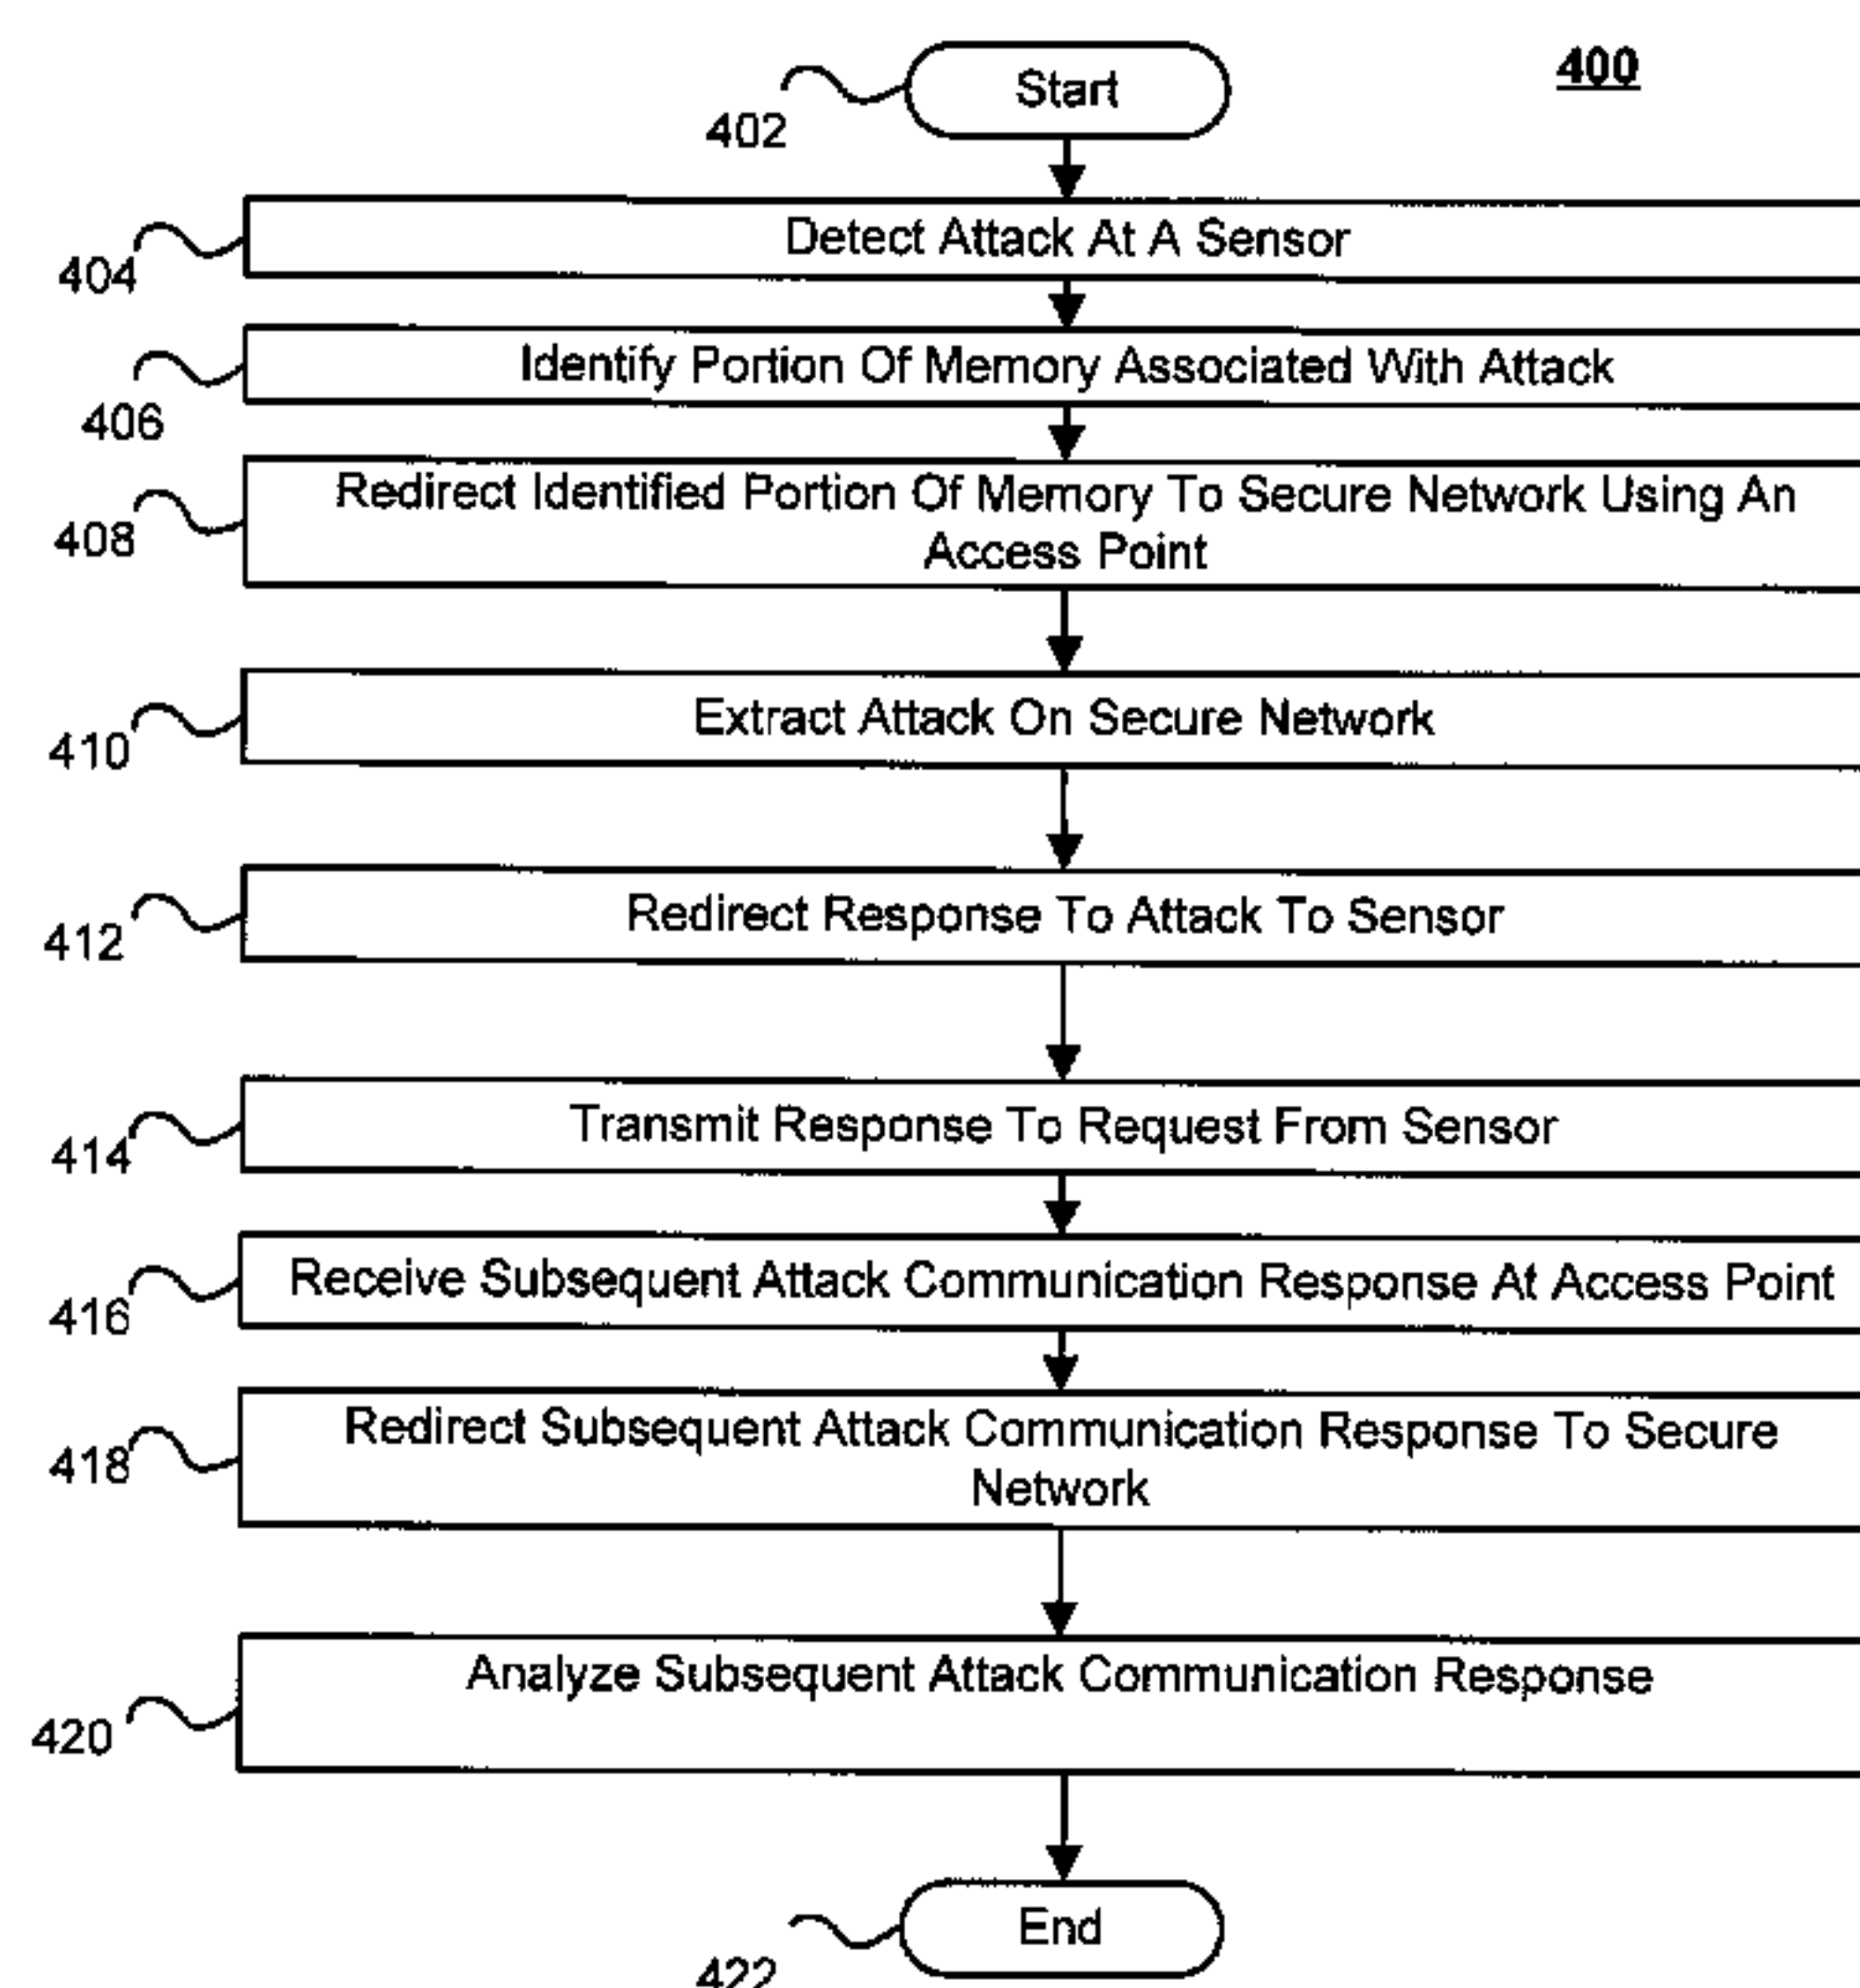 400
Start
402
Detect Attack At A Sensor
404
Identify Portion Of Memory Associated With Attack
406
Redirect Identified Portion Of Memory To Secure Network Using An
Access Point
408
Extract Attack On Secure Network
410
Redirect Response To Attack To Sensor
412
Transmit Response To Request From Sensor
414
Receive Subsequent Attack Communication Response At Access Point
416
Redirect Subsequent Attack Communication Response To Secure
Network
418
Analyze Subsequent Attack Communication Response
420
End
422